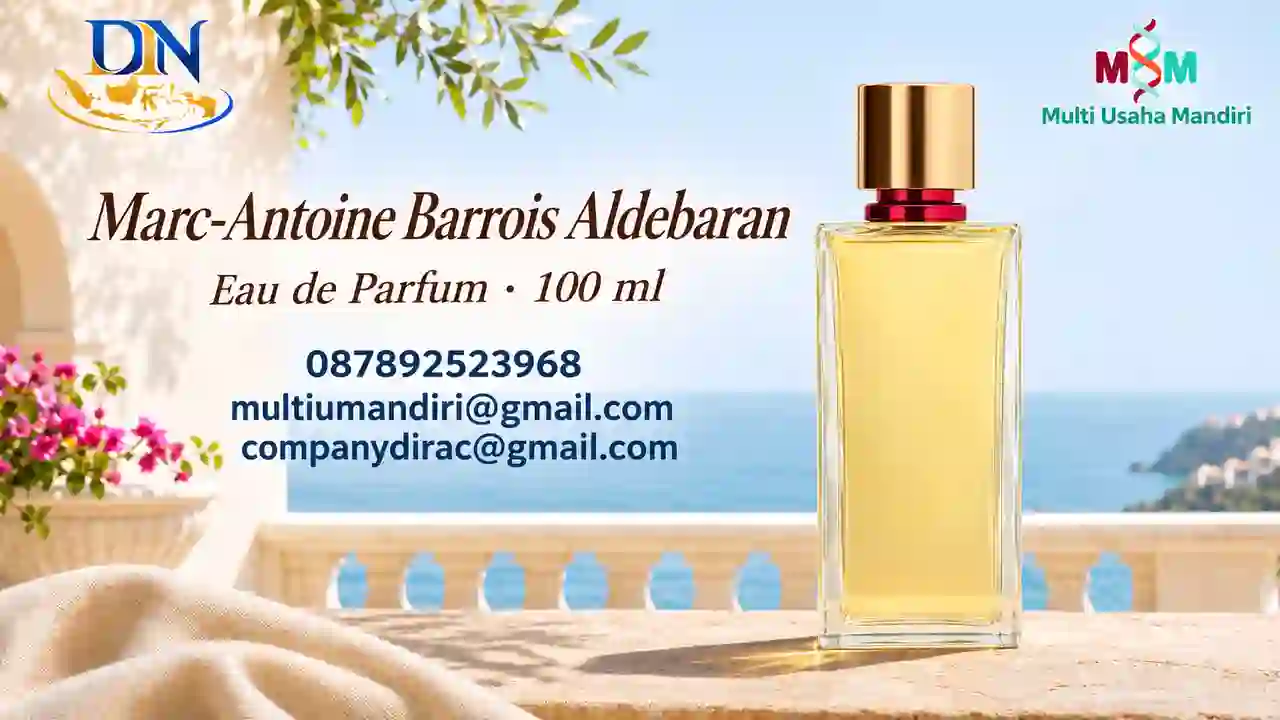 DN
MSM
Multi Usaha Mandiri
Marc-Antoine Barrois Aldebaran
Eau de Parfum · 100 ml
087892523968
multiumandiri@gmail.com
companydirac@gmail.com